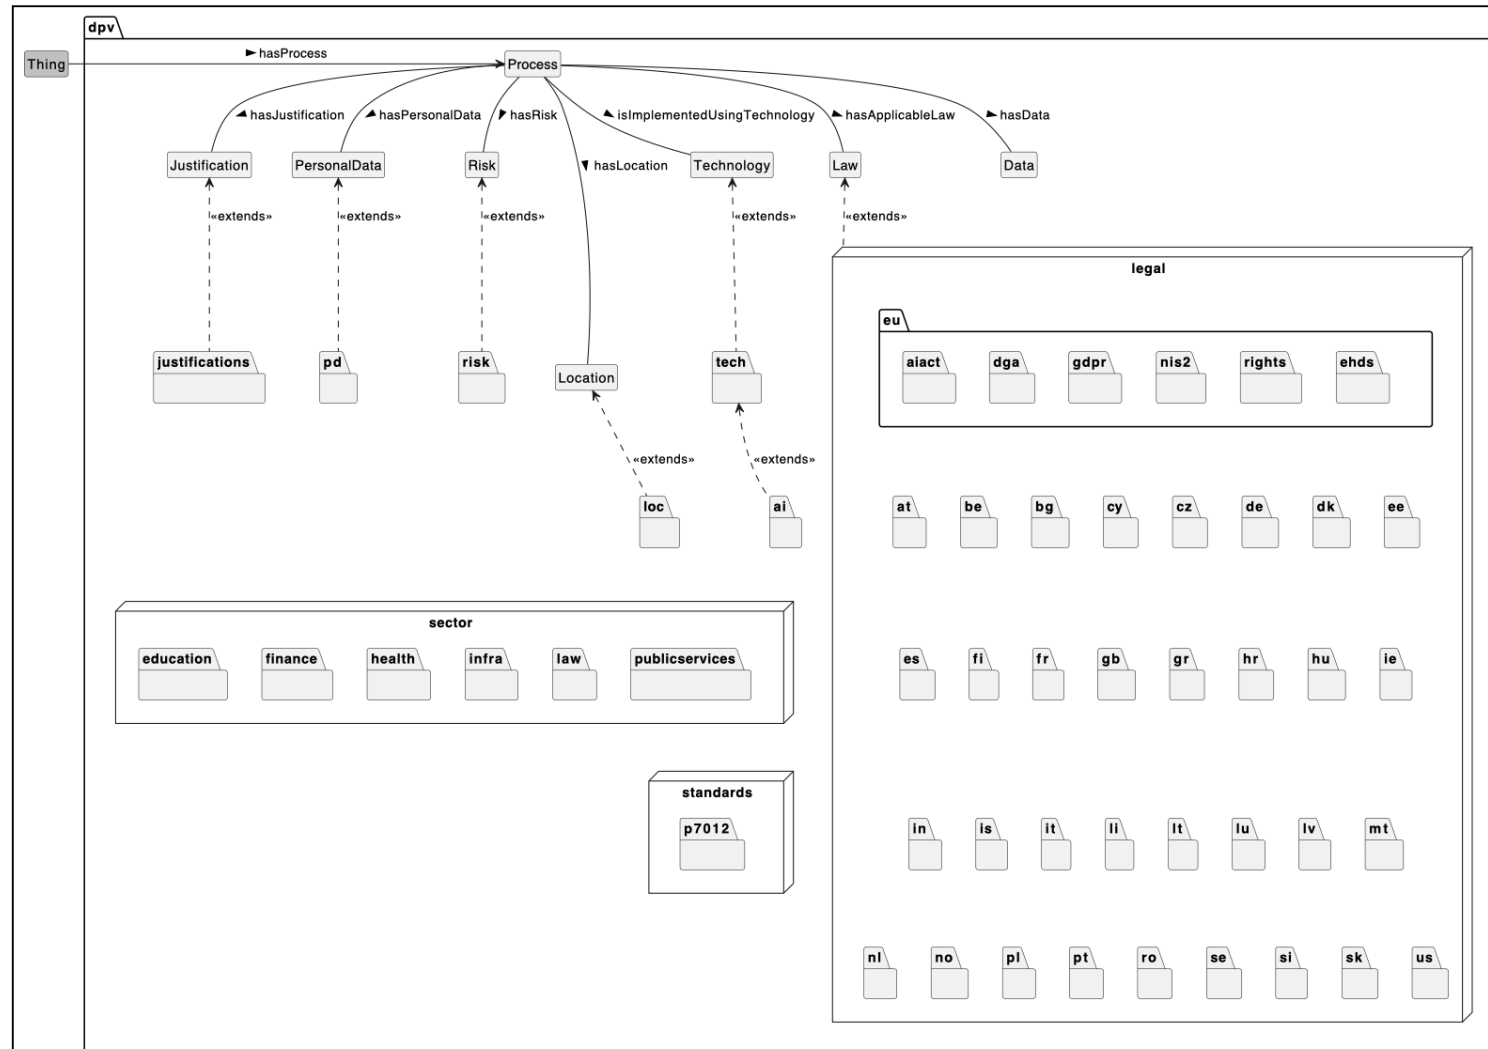 dpv
Thing
hasProcess
Process
hasJustification
hasPersonalData
hasRisk
isImplementedUsingTechnology
hasApplicableLaw
hasData
hasLocation
Justification
PersonalData
Risk
Technology
Law
Data
«extends»
«extends»
«extends»
«extends»
«extends»
legal
eu
justifications
pd
risk
Location
tech
aiact
dga
gdpr
nis2
rights
ehds
«extends»
«extends»
loc
ai
at
be
bg
cy
cz
de
dk
ee
sector
education
finance
health
infra
law
publicservices
es
fi
fr
gb
gr
hr
hu
ie
standards
p7012
in
is
it
li
lt
lu
lv
mt
nl
no
pl
pt
ro
se
si
sk
us